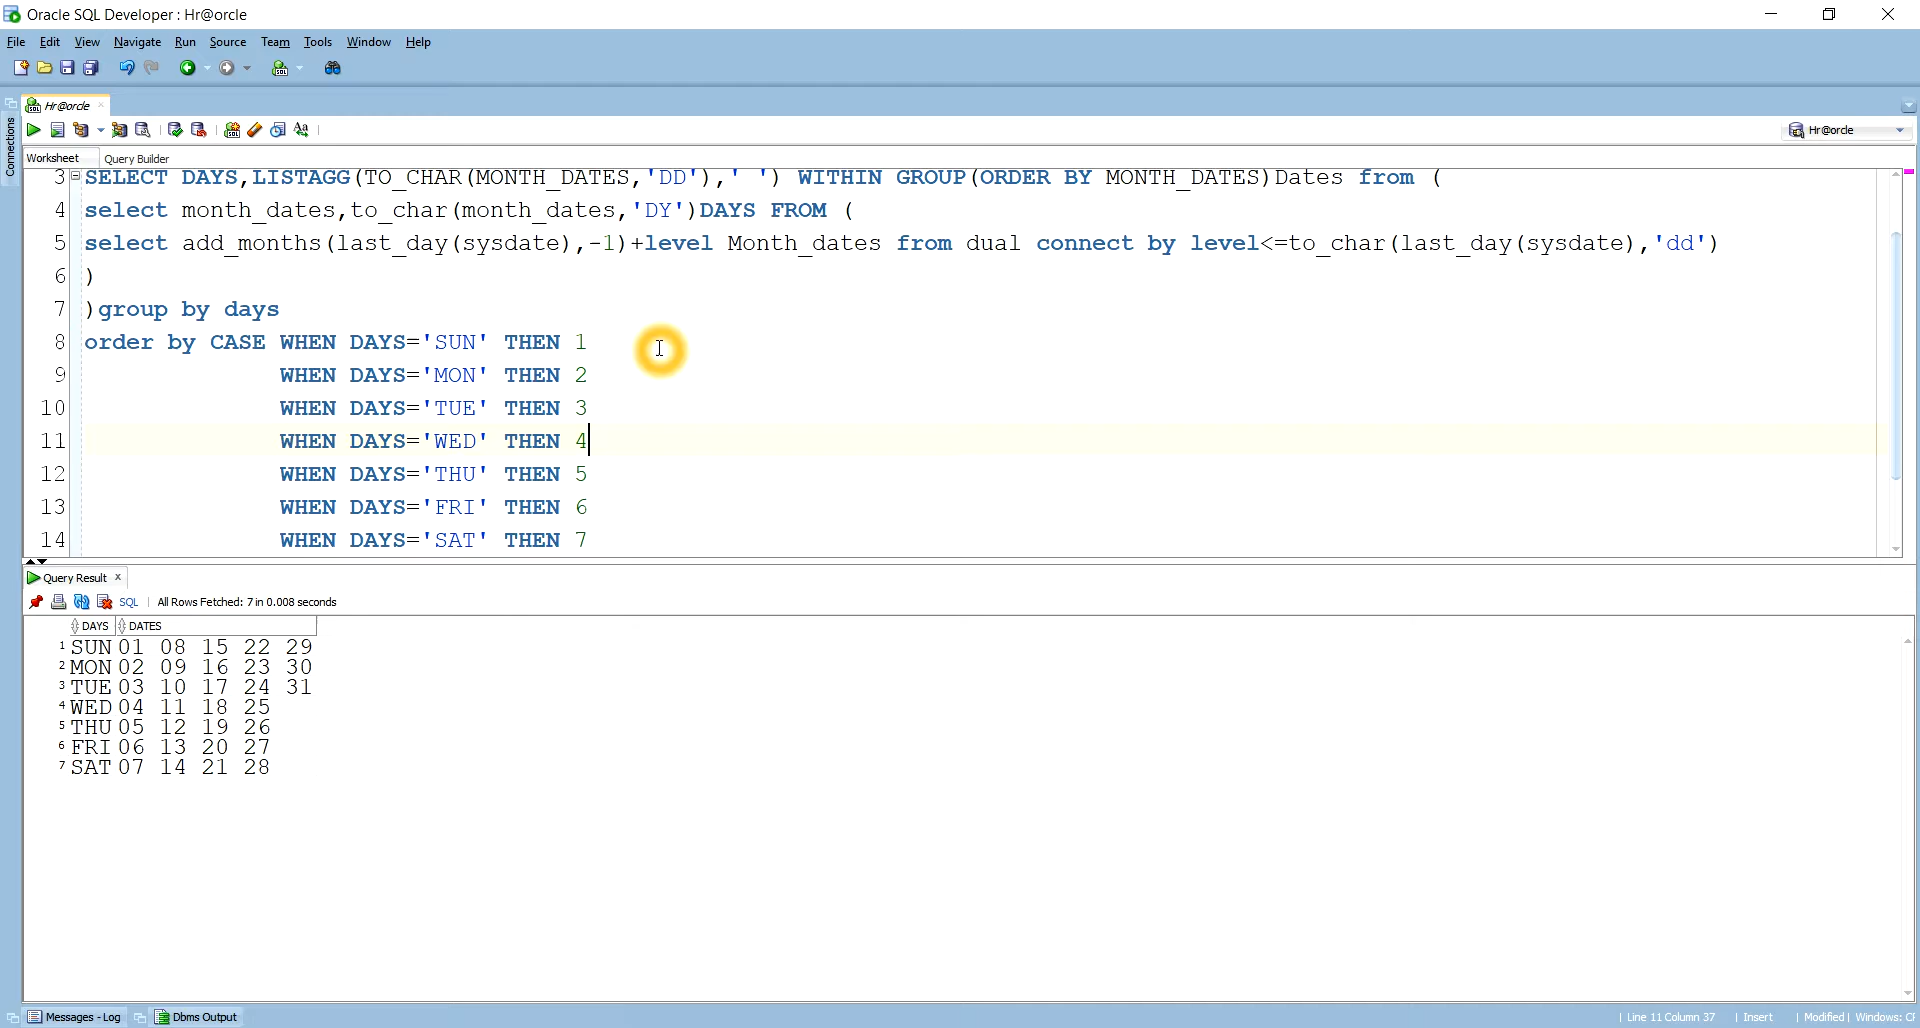 Oracle SQL Developer : Hr@orcle
File Edit View Navigate Run Source Team Tools Window Help
Hr@orcle
Connections
Hr@orcle
Worksheet Query Builder
3 SELECT DAYS,LISTAGG(TO_CHAR(MONTH_DATES,'DD'),' ') WITHIN GROUP(ORDER BY MONTH_DATES)Dates from (
4 select month_dates,to_char(month_dates,'DY')DAYS FROM (
5 select add_months(last_day(sysdate),-1)+level Month_dates from dual connect by level<=to_char(last_day(sysdate),'dd')
6 )
7 )group by days
8 order by CASE WHEN DAYS='SUN' THEN 1
9 WHEN DAYS='MON' THEN 2
10 WHEN DAYS='TUE' THEN 3
11 WHEN DAYS='WED' THEN 4
12 WHEN DAYS='THU' THEN 5
13 WHEN DAYS='FRI' THEN 6
14 WHEN DAYS='SAT' THEN 7
Query Result x
SQL | All Rows Fetched: 7 in 0.008 seconds
DAYS DATES
1 SUN 01 08 15 22 29
2 MON 02 09 16 23 30
3 TUE 03 10 17 24 31
4 WED 04 11 18 25
5 THU 05 12 19 26
6 FRI 06 13 20 27
7 SAT 07 14 21 28
Messages - Log Dbms Output
| Line 11 Column 37 | Insert | Modified | Windows: CF